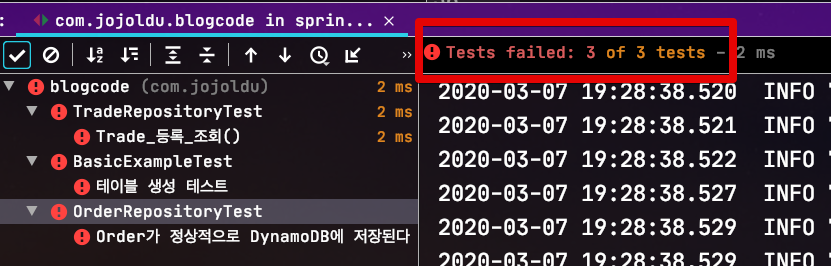 : com.jojoldu.blogcode in sprin... ×
»
Tests failed: 3 of 3 tests – 2 ms
blogcode (com.jojoldu) 2 ms
TradeRepositoryTest 2 ms
Trade_등록_조회() 2 ms
BasicExampleTest
테이블 생성 테스트
OrderRepositoryTest
Order가 정상적으로 DynamoDB에 저장된다
2020-03-07 19:28:38.520 INFO
2020-03-07 19:28:38.521 INFO
2020-03-07 19:28:38.522 INFO
2020-03-07 19:28:38.527 INFO
2020-03-07 19:28:38.529 INFO
2020-03-07 19:28:38.529 INFO